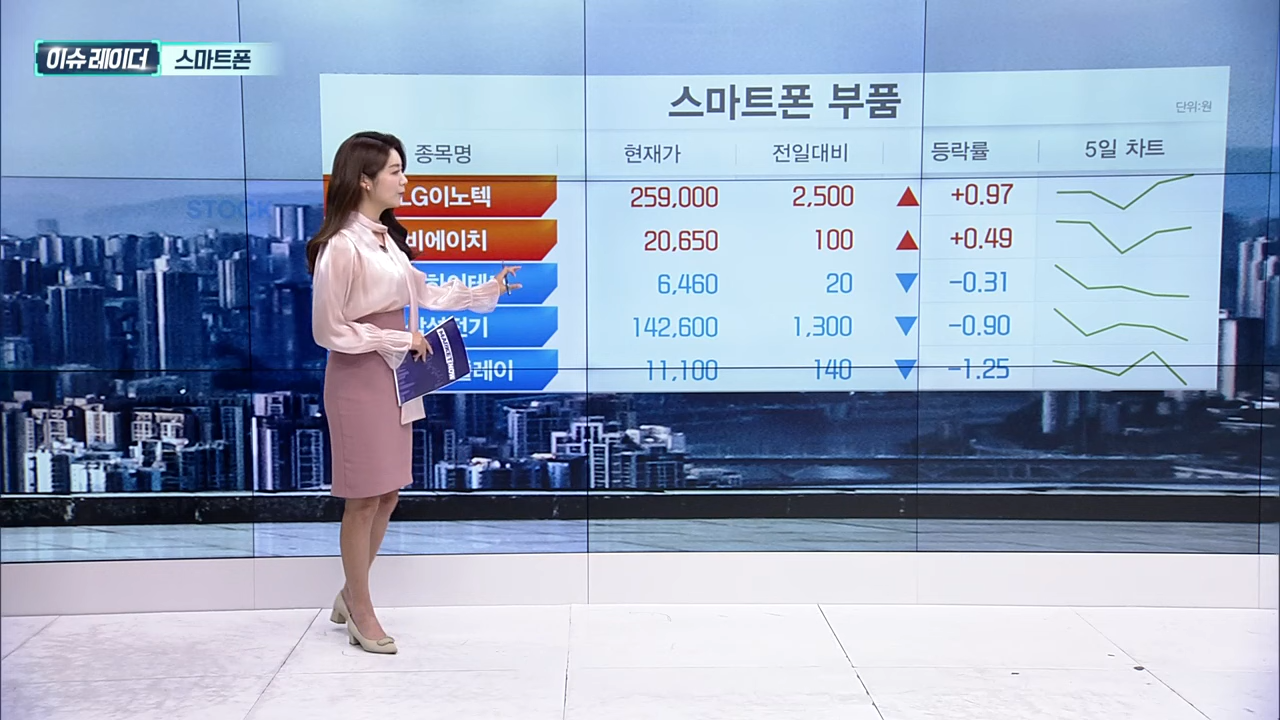 이슈레이더 스마트폰
스마트폰 부품
단위:원
종목명 현재가 전일대비 등락률 5일 차트
LG이노텍 259,000 2,500 ▲ +0.97
비에이치 20,650 100 ▲ +0.49
6,460 20 ▼ -0.31
142,600 1,300 ▼ -0.90
11,100 140 ▼ -1.25
STOCK
MARKET NOW